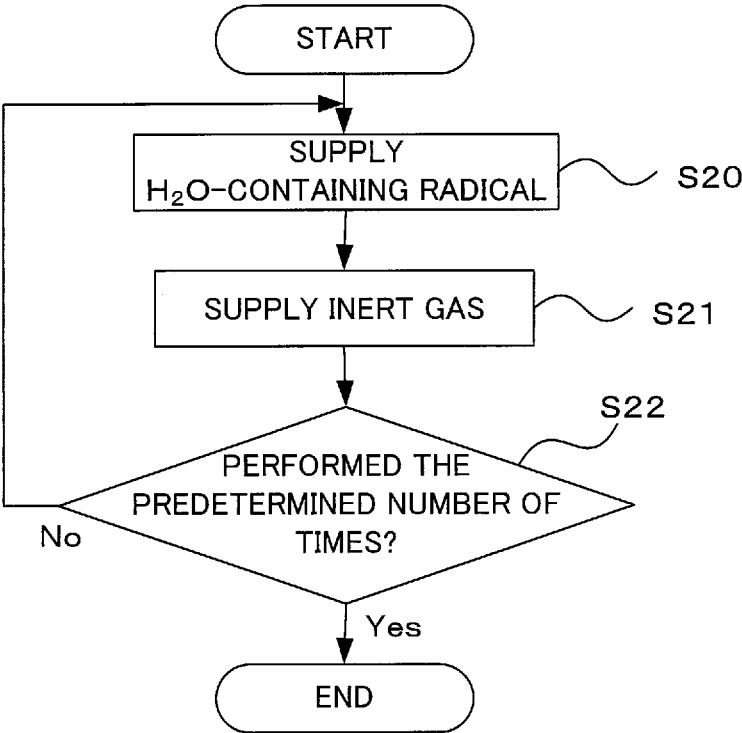 START
SUPPLY
H₂O-CONTAINING RADICAL
S20
SUPPLY INERT GAS
S21
S22
PERFORMED THE
PREDETERMINED NUMBER OF
TIMES?
No
Yes
END